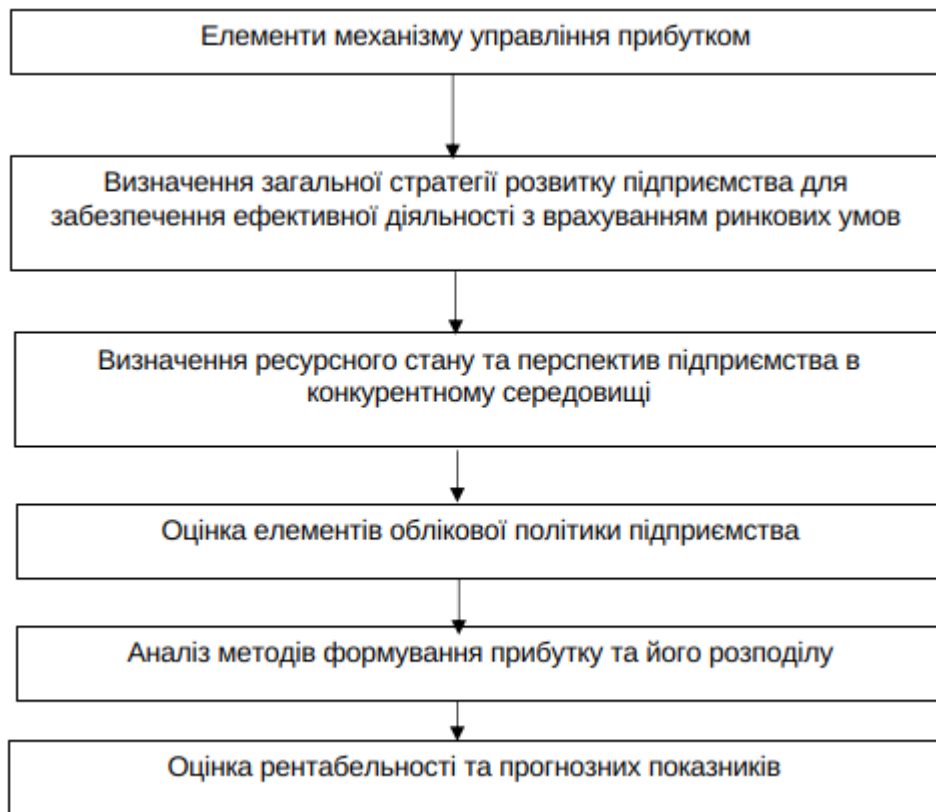 Елементи механізму управління прибутком
Визначення загальної стратегії розвитку підприємства для
забезпечення ефективної діяльності з врахуванням ринкових умов
Визначення ресурсного стану та перспектив підприємства в
конкурентному середовищі
Оцінка елементів облікової політики підприємства
Аналіз методів формування прибутку та його розподілу
Оцінка рентабельності та прогнозних показників